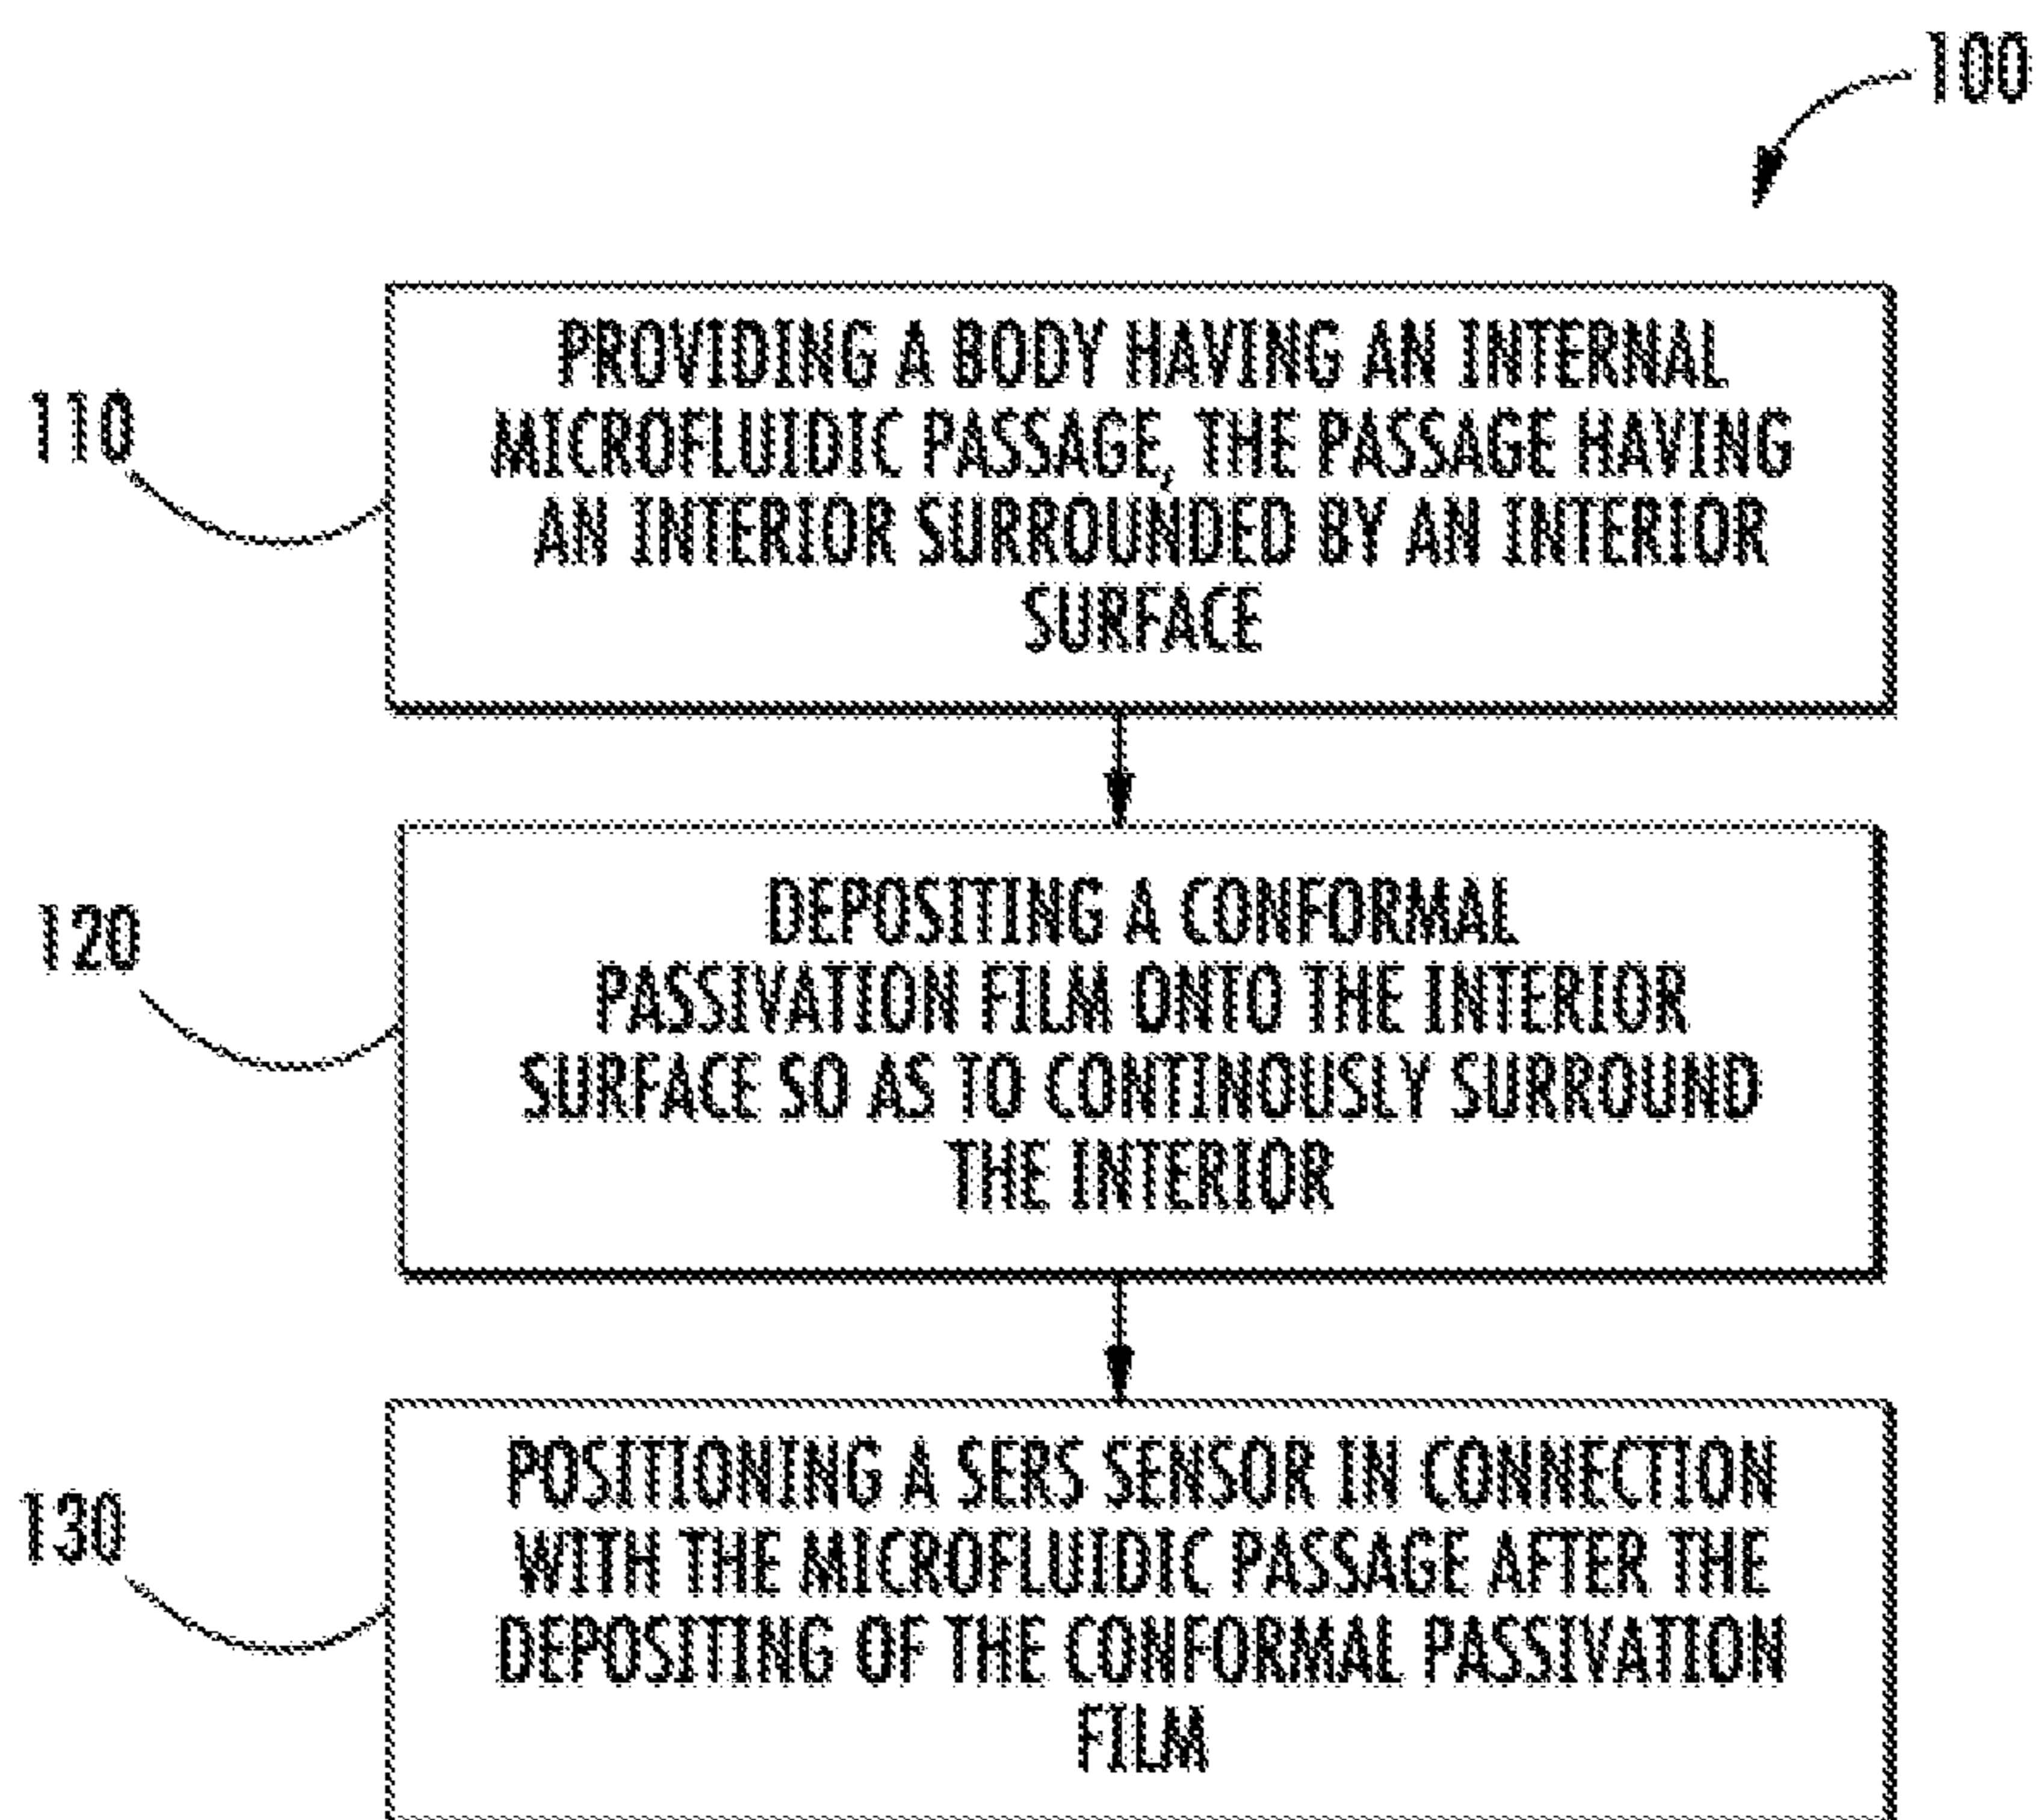 100
110
PROVIDING A BODY HAVING AN INTERNAL
MICROFLUIDIC PASSAGE, THE PASSAGE HAVING
AN INTERIOR SURROUNDED BY AN INTERIOR
SURFACE
120
DEPOSITING A CONFORMAL
PASSIVATION FILM ONTO THE INTERIOR
SURFACE SO AS TO CONTINOUSLY SURROUND
THE INTERIOR
130
POSITIONING A SERS SENSOR IN CONNECTION
WITH THE MICROFLUIDIC PASSAGE AFTER THE
DEPOSITING OF THE CONFORMAL PASSIVATION
FILM